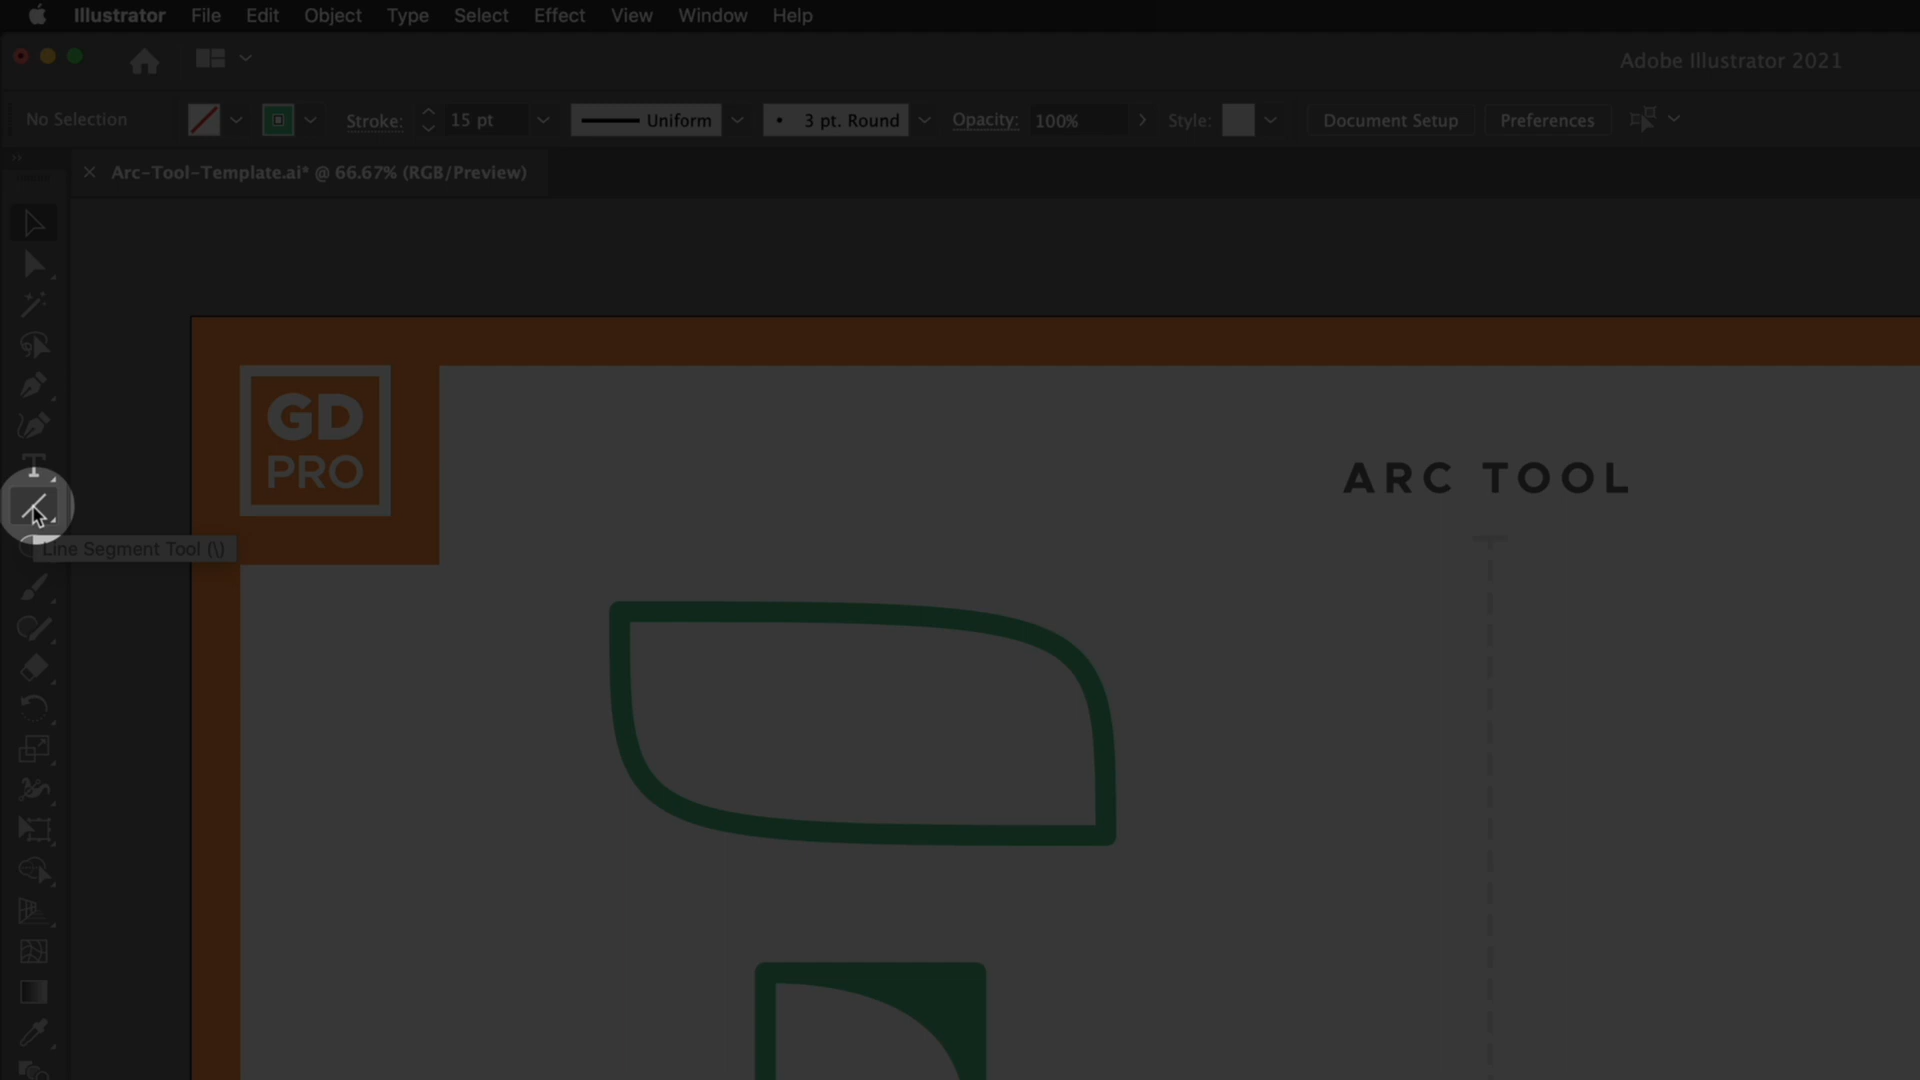 Illustrator File Edit Object Type Select Effect View Window Help
Adobe Illustrator 2021
No Selection Stroke: 15 pt Uniform 3 pt. Round Opacity: 100% Style: Document Setup Preferences
Arc-Tool-Template.ai* @ 66.67% (RGB/Preview)
GD
PRO
ARC TOOL
Line Segment Tool (\)